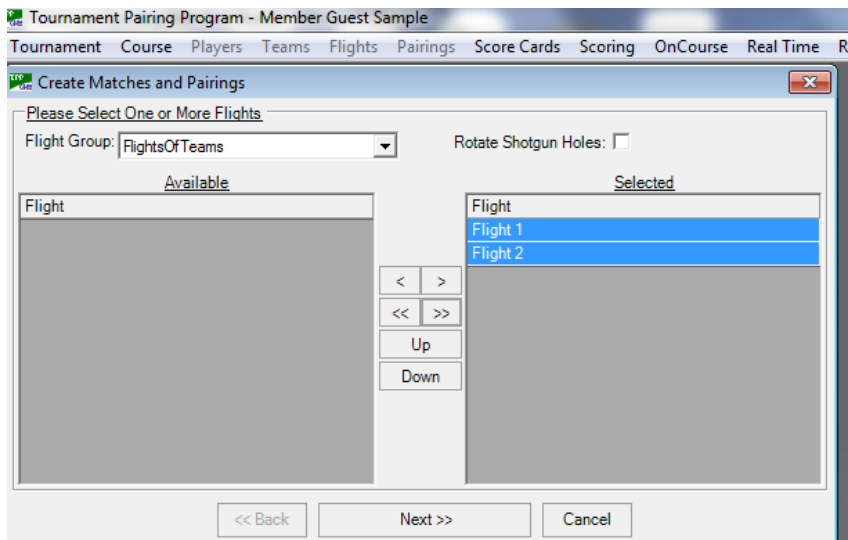 Tournament Pairing Program - Member Guest Sample
Tournament Course Players Teams Flights Pairings Score Cards Scoring OnCourse Real Time R
Create Matches and Pairings
Please Select One or More Flights
Flight Group: FlightsOfTeams Rotate Shotgun Holes:
Available Selected
Flight Flight
Flight 1
Flight 2
< >
<< >>
Up
Down
<< Back Next >> Cancel